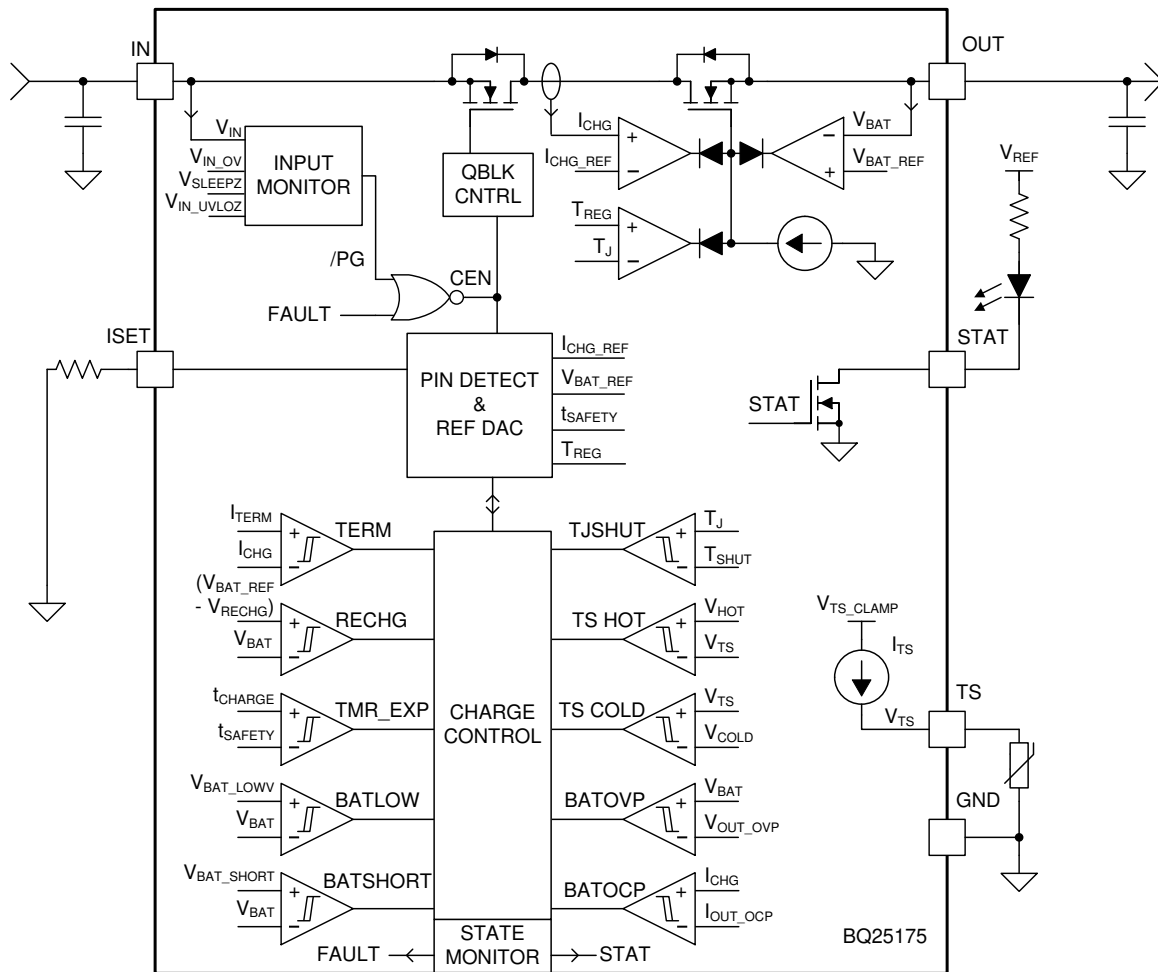 IN
OUT
V_IN
V_IN_OV
V_SLEEPZ
V_IN_UVLOZ
INPUT
MONITOR
QBLK
CNTRL
I_CHG
I_CHG_REF
+
−
V_BAT
V_BAT_REF
−
+
T_REG
T_J
+
−
V_REF
/PG
FAULT
CEN
ISET
STAT
PIN DETECT
&
REF DAC
I_CHG_REF
V_BAT_REF
t_SAFETY
T_REG
STAT
I_TERM
I_CHG
+
−
TERM
TJSHUT
+
−
T_J
T_SHUT
(V_BAT_REF
- V_RECHG)
V_BAT
+
−
RECHG
TS HOT
+
−
V_HOT
V_TS
t_CHARGE
t_SAFETY
+
−
TMR_EXP
CHARGE
CONTROL
TS COLD
+
−
V_TS
V_COLD
V_TS_CLAMP
I_TS
V_TS
TS
V_BAT_LOWV
V_BAT
+
−
BATLOW
BATOVP
+
−
V_BAT
V_OUT_OVP
GND
V_BAT_SHORT
V_BAT
+
−
BATSHORT
BATOCP
+
−
I_CHG
I_OUT_OCP
STATE
MONITOR
FAULT
STAT
BQ25175